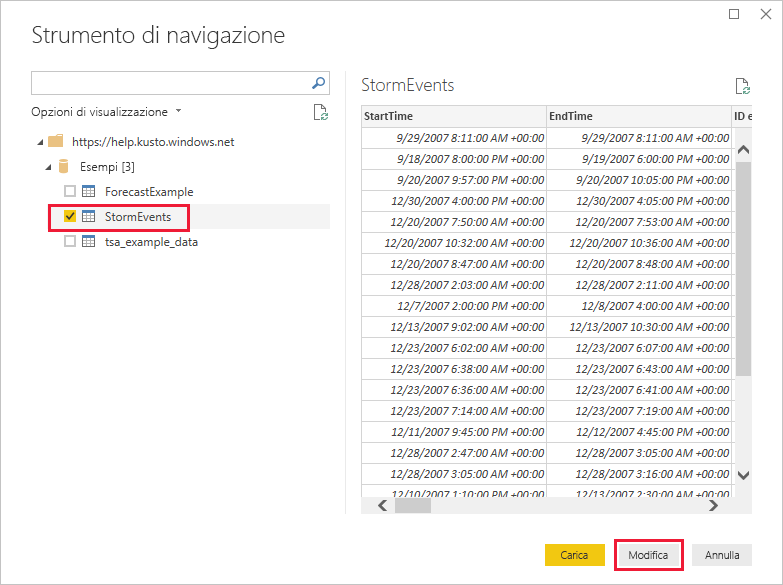 Strumento di navigazione
Opzioni di visualizzazione
https://help.kusto.windows.net
Esempi [3]
ForecastExample
StormEvents
tsa_example_data
StormEvents
StartTime EndTime ID e
9/29/2007 8:11:00 AM +00:00 9/29/2007 8:11:00 AM +00:00
9/18/2007 8:00:00 PM +00:00 9/19/2007 6:00:00 PM +00:00
9/20/2007 9:57:00 PM +00:00 9/20/2007 10:05:00 PM +00:00
12/30/2007 4:00:00 PM +00:00 12/30/2007 4:05:00 PM +00:00
12/20/2007 7:50:00 AM +00:00 12/20/2007 7:53:00 AM +00:00
12/20/2007 10:32:00 AM +00:00 12/20/2007 10:36:00 AM +00:00
12/20/2007 8:47:00 AM +00:00 12/20/2007 8:48:00 AM +00:00
12/28/2007 2:03:00 AM +00:00 12/28/2007 2:11:00 AM +00:00
12/7/2007 2:00:00 PM +00:00 12/8/2007 4:00:00 AM +00:00
12/13/2007 9:02:00 AM +00:00 12/13/2007 10:30:00 AM +00:00
12/23/2007 6:02:00 AM +00:00 12/23/2007 6:07:00 AM +00:00
12/23/2007 6:38:00 AM +00:00 12/23/2007 6:43:00 AM +00:00
12/23/2007 6:36:00 AM +00:00 12/23/2007 6:41:00 AM +00:00
12/23/2007 7:14:00 AM +00:00 12/23/2007 7:19:00 AM +00:00
12/11/2007 9:45:00 PM +00:00 12/12/2007 4:45:00 PM +00:00
12/28/2007 2:47:00 AM +00:00 12/28/2007 3:05:00 AM +00:00
12/28/2007 3:05:00 AM +00:00 12/28/2007 3:16:00 AM +00:00
12/10/2007 1:10:00 PM +00:00 12/13/2007 2:30:00 AM +00:00
Carica Modifica Annulla